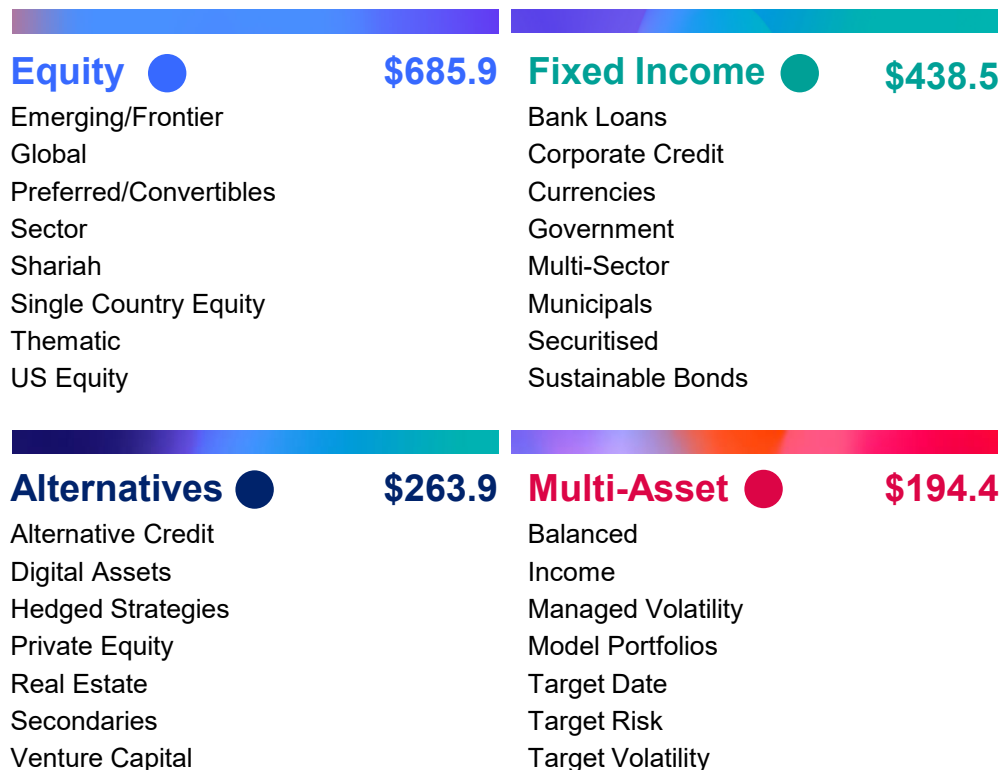 Equity $685.9
Emerging/Frontier
Global
Preferred/Convertibles
Sector
Shariah
Single Country Equity
Thematic
US Equity
Fixed Income $438.5
Bank Loans
Corporate Credit
Currencies
Government
Multi-Sector
Municipals
Securitised
Sustainable Bonds
Alternatives $263.9
Alternative Credit
Digital Assets
Hedged Strategies
Private Equity
Real Estate
Secondaries
Venture Capital
Multi-Asset $194.4
Balanced
Income
Managed Volatility
Model Portfolios
Target Date
Target Risk
Target Volatility